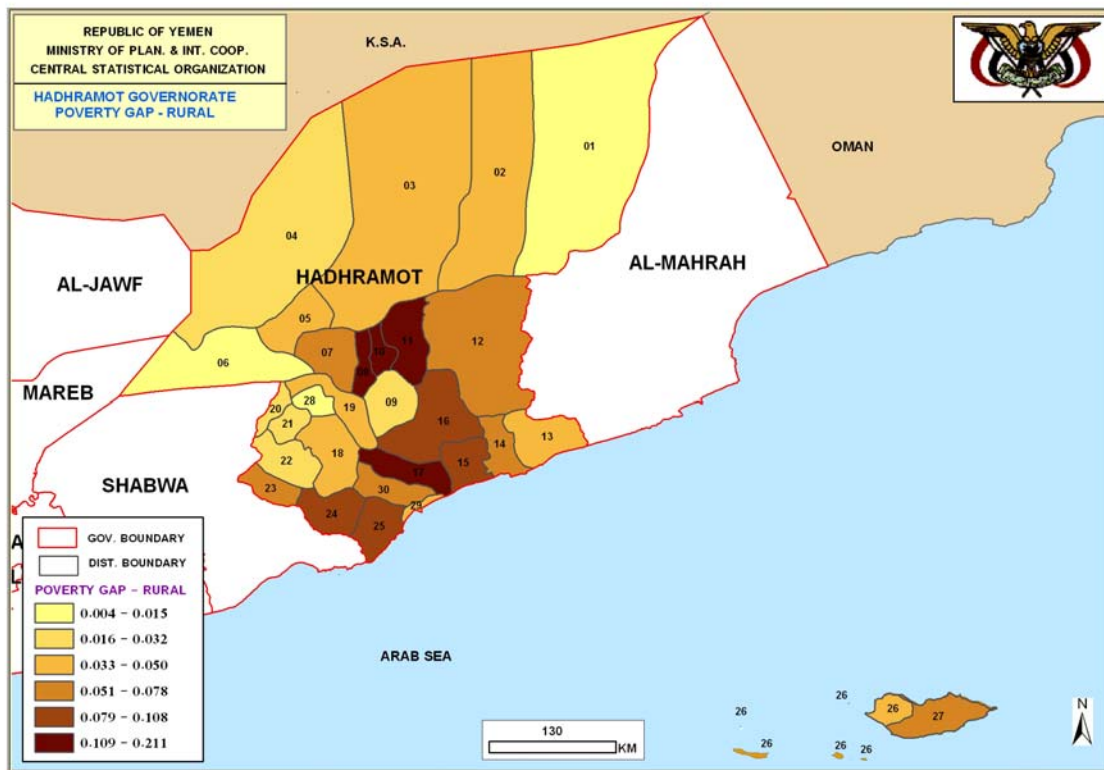 REPUBLIC OF YEMEN
MINISTRY OF PLAN. & INT. COOP.
CENTRAL STATISTICAL ORGANIZATION
HADHRAMOT GOVERNORATE
POVERTY GAP - RURAL
K.S.A.
OMAN
01
02
03
04
HADHRAMOT
AL-MAHRAH
AL-JAWF
05
06
07
10
11
12
MAREB
09
28
20
19
21
16
13
14
18
22
15
17
SHABWA
23
30
29
24
25
A
L
GOV. BOUNDARY
DIST. BOUNDARY
POVERTY GAP – RURAL
0.004 – 0.015
0.016 – 0.032
0.033 – 0.050
0.051 – 0.078
0.079 – 0.108
0.109 – 0.211
ARAB SEA
26
26
26
27
26
26
26
130
KM
N